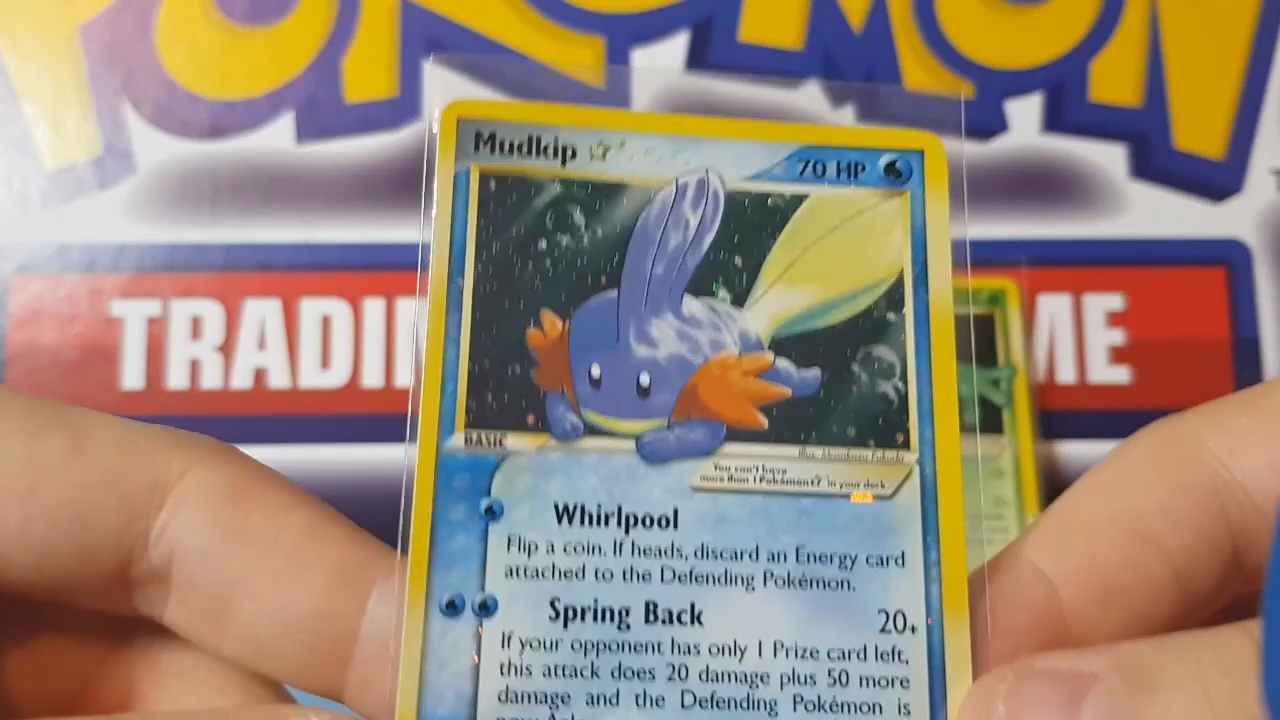 POKÉMON
TRADI
ME
Mudkip ☆
70 HP
BASIC
You can't have
more than 1 Pokémon☆ in your deck.
Whirlpool
Flip a coin. If heads, discard an Energy card
attached to the Defending Pokémon.
Spring Back 20+
If your opponent has only 1 Prize card left,
this attack does 20 damage plus 50 more
damage and the Defending Pokémon is